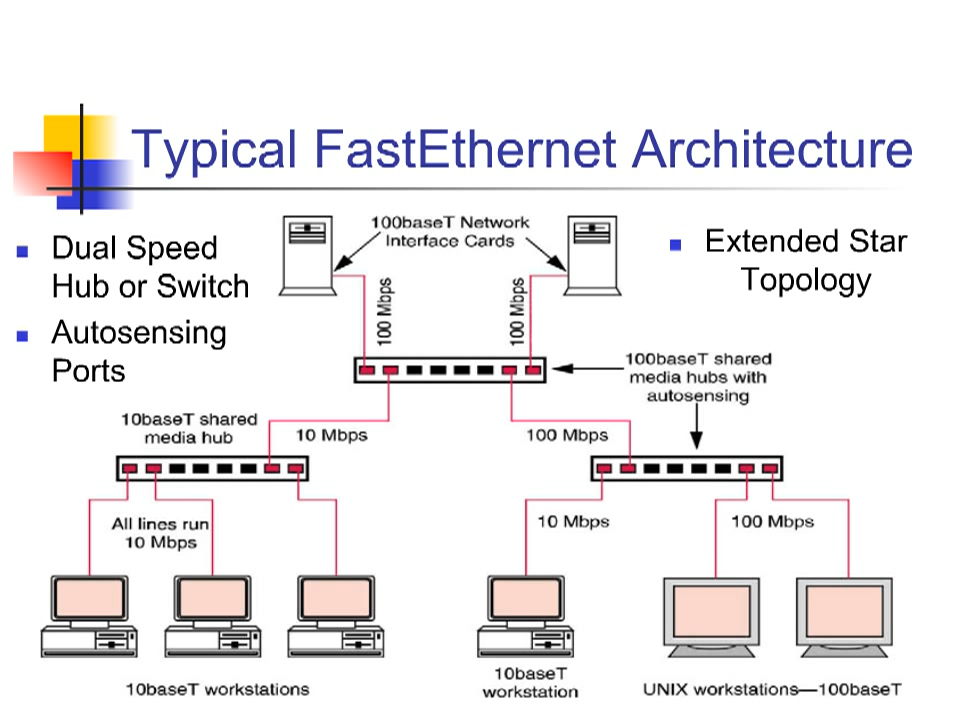 Typical FastEthernet Architecture
Dual Speed
Hub or Switch
Autosensing
Ports
Extended Star
Topology
100baseT Network
Interface Cards
100 Mbps
100 Mbps
100baseT shared
media hubs with
autosensing
10baseT shared
media hub
10 Mbps
100 Mbps
All lines run
10 Mbps
10 Mbps
100 Mbps
10baseT workstations
10baseT
workstation
UNIX workstations—100baseT